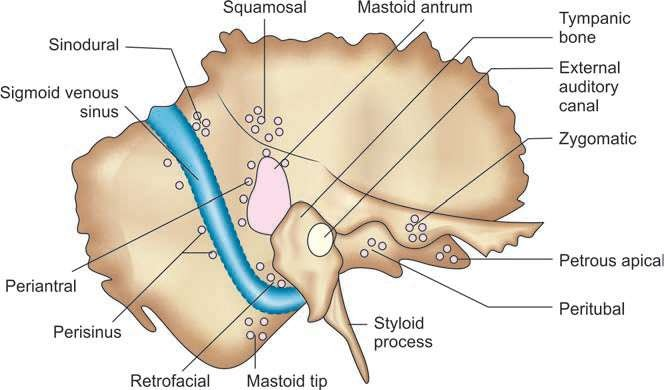 Squamosal
Mastoid antrum
Tympanic
bone
Sinodural
External
auditory
canal
Sigmoid venous
sinus
Zygomatic
Petrous apical
Periantral
Peritubal
Perisinus
Styloid
process
Retrofacial
Mastoid tip